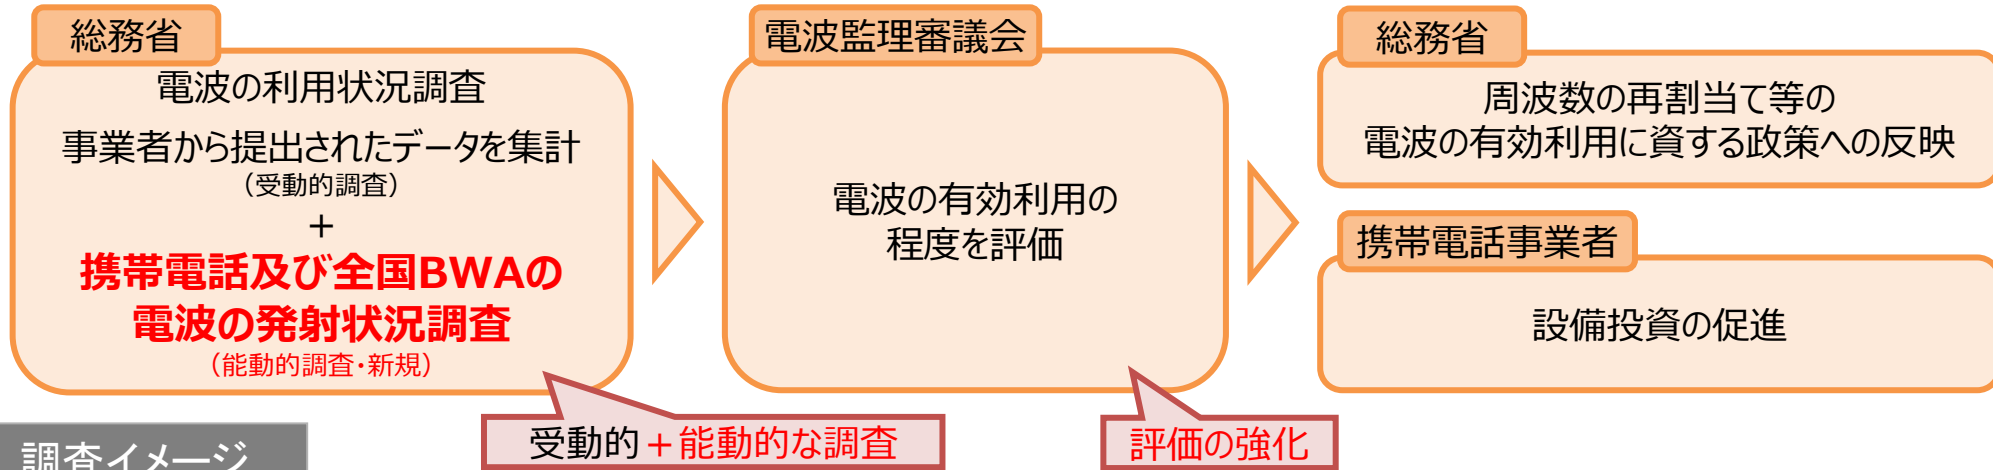 総務省
電波の利用状況調査
事業者から提出されたデータを集計
（受動的調査）
＋
携帯電話及び全国BWAの
電波の発射状況調査
（能動的調査・新規）
受動的＋能動的な調査
電波監理審議会
電波の有効利用の
程度を評価
評価の強化
総務省
周波数の再割当て等の
電波の有効利用に資する政策への反映
携帯電話事業者
設備投資の促進
調査イメージ